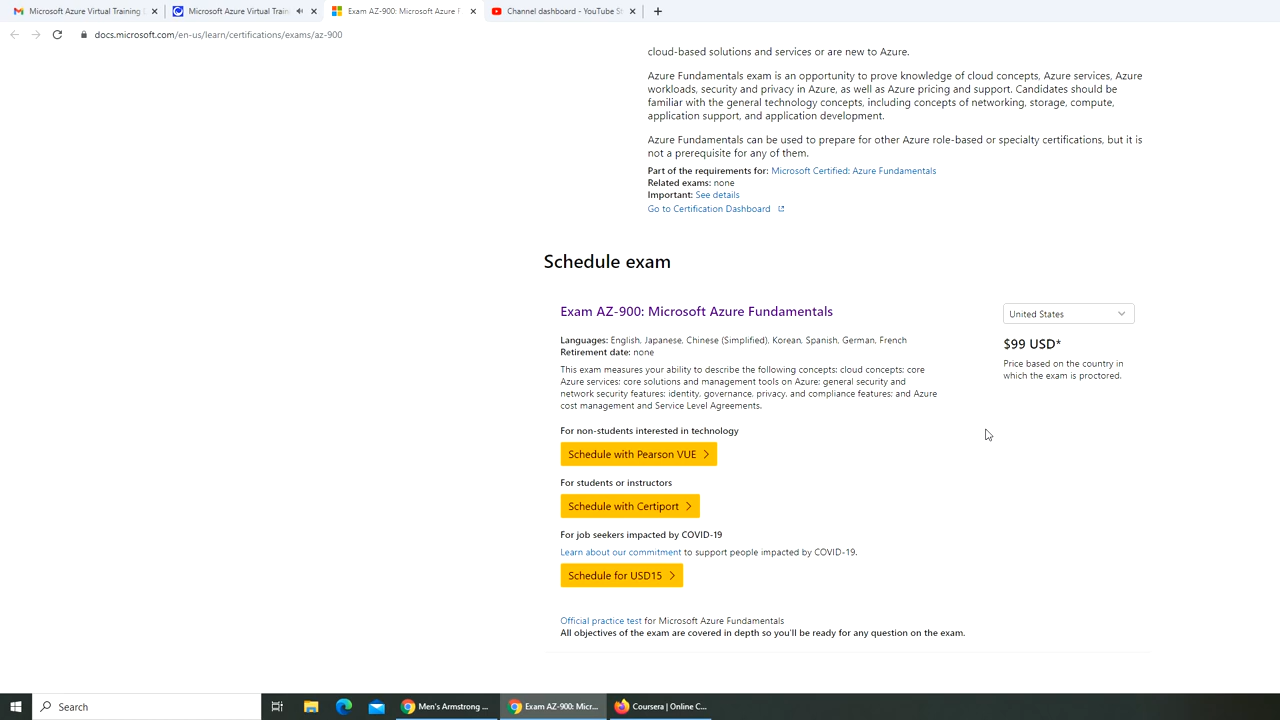 Microsoft Azure Virtual Training
Microsoft Azure Virtual Train
Exam AZ-900: Microsoft Azure F
Channel dashboard - YouTube St
docs.microsoft.com/en-us/learn/certifications/exams/az-900
cloud-based solutions and services or are new to Azure.
Azure Fundamentals exam is an opportunity to prove knowledge of cloud concepts, Azure services, Azure
workloads, security and privacy in Azure, as well as Azure pricing and support. Candidates should be
familiar with the general technology concepts, including concepts of networking, storage, compute,
application support, and application development.
Azure Fundamentals can be used to prepare for other Azure role-based or specialty certifications, but it is
not a prerequisite for any of them.
Part of the requirements for: Microsoft Certified: Azure Fundamentals
Related exams: none
Important: See details
Go to Certification Dashboard
Schedule exam
Exam AZ-900: Microsoft Azure Fundamentals
United States
Languages: English, Japanese, Chinese (Simplified), Korean, Spanish, German, French
Retirement date: none
$99 USD*
Price based on the country in
which the exam is proctored.
This exam measures your ability to describe the following concepts: cloud concepts; core
Azure services; core solutions and management tools on Azure; general security and
network security features; identity, governance, privacy, and compliance features; and Azure
cost management and Service Level Agreements.
For non-students interested in technology
Schedule with Pearson VUE
For students or instructors
Schedule with Certiport
For job seekers impacted by COVID-19
Learn about our commitment to support people impacted by COVID-19.
Schedule for USD15
Official practice test for Microsoft Azure Fundamentals
All objectives of the exam are covered in depth so you'll be ready for any question on the exam.
Search
Men's Armstrong ...
Exam AZ-900: Micr...
Coursera | Online C...